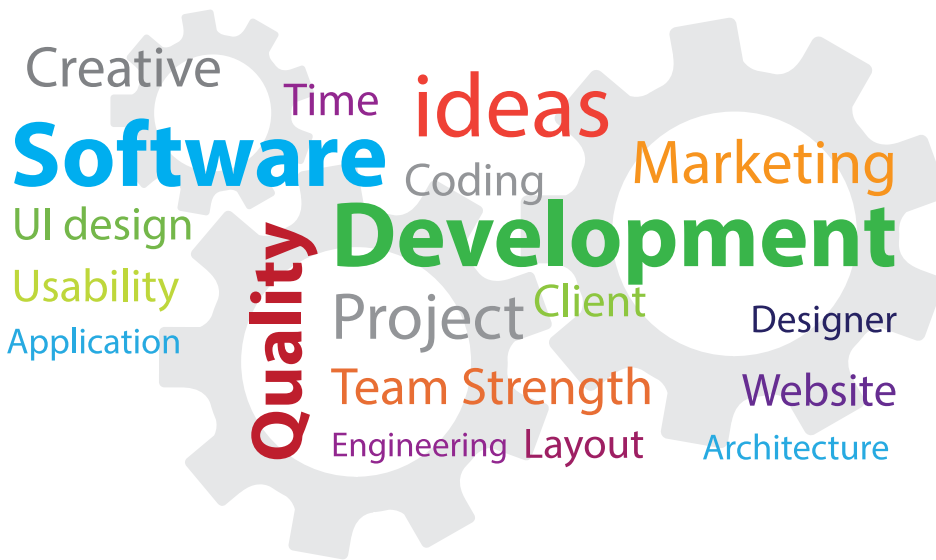 Creative
Time
ideas
Software
Coding
Marketing
UI design
Quality
Development
Usability
Project
Client
Designer
Application
Team Strength
Website
Engineering
Layout
Architecture